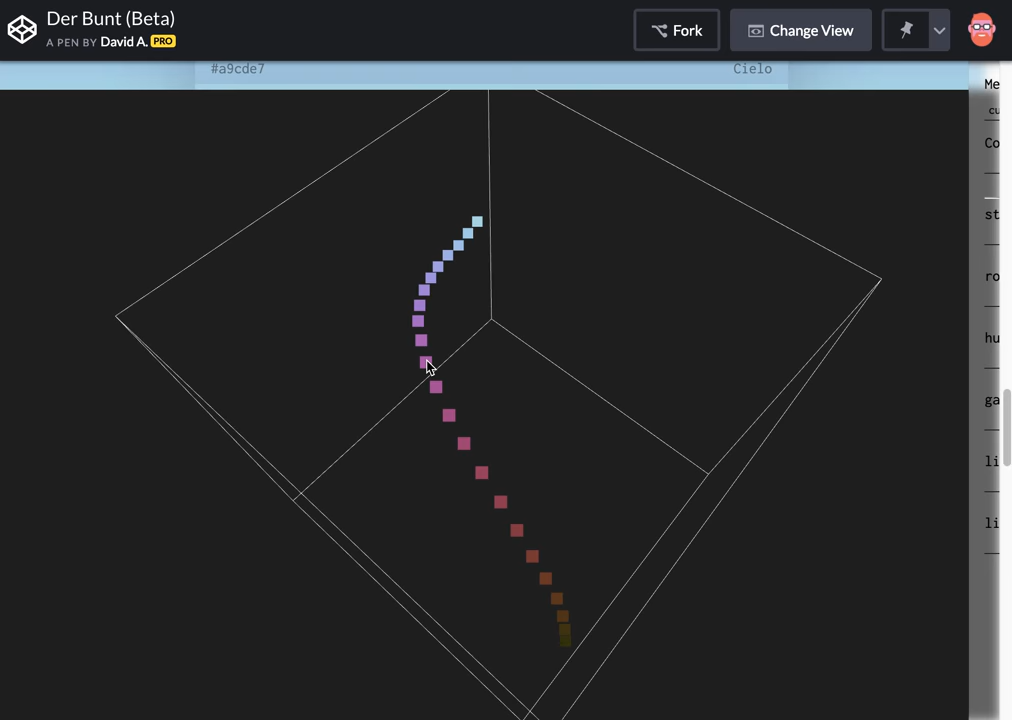 Der Bunt (Beta)
A PEN BY David A. PRO
Fork
Change View
#a9cde7 Cielo
Me
cu
Co
st
ro
hu
ga
li
li